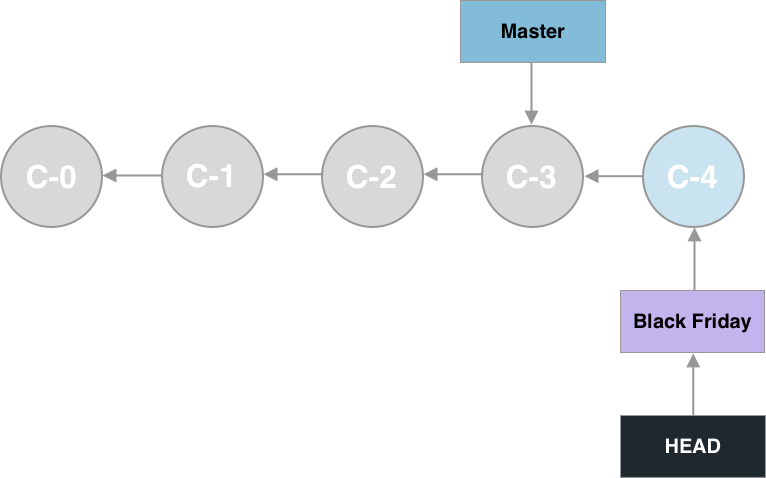 Master
C-0
C-1
C-2
C-3
C-4
Black Friday
HEAD